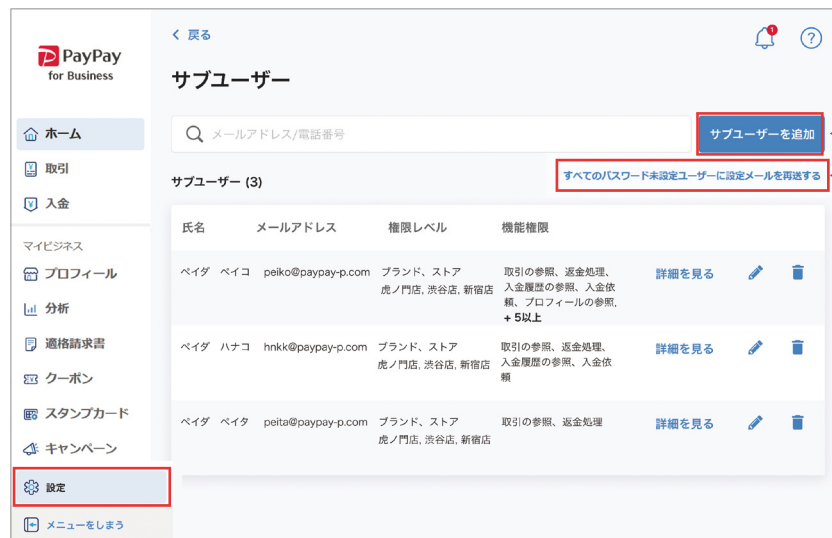 PayPay
for Business
ホーム
取引
入金
マイビジネス
プロフィール
分析
適格請求書
クーポン
スタンプカード
キャンペーン
設定
メニューをしまう
戻る
1
?
サブユーザー
メールアドレス/電話番号
サブユーザーを追加
サブユーザー (3)
すべてのパスワード未設定ユーザーに設定メールを再送する
氏名 メールアドレス 権限レベル 機能権限
ペイダ ペイコ peiko@paypay-p.com ブランド、ストア
虎ノ門店, 渋谷店, 新宿店
取引の参照、返金処理、
入金履歴の参照、入金依
頼、プロフィールの参照,
+ 5以上
詳細を見る
ペイダ ハナコ hnkk@paypay-p.com ブランド、ストア
虎ノ門店, 渋谷店, 新宿店
取引の参照、返金処理、
入金履歴の参照、入金依
頼
詳細を見る
ペイダ ペイタ peita@paypay-p.com ブランド、ストア
虎ノ門店, 渋谷店, 新宿店
取引の参照、返金処理
詳細を見る